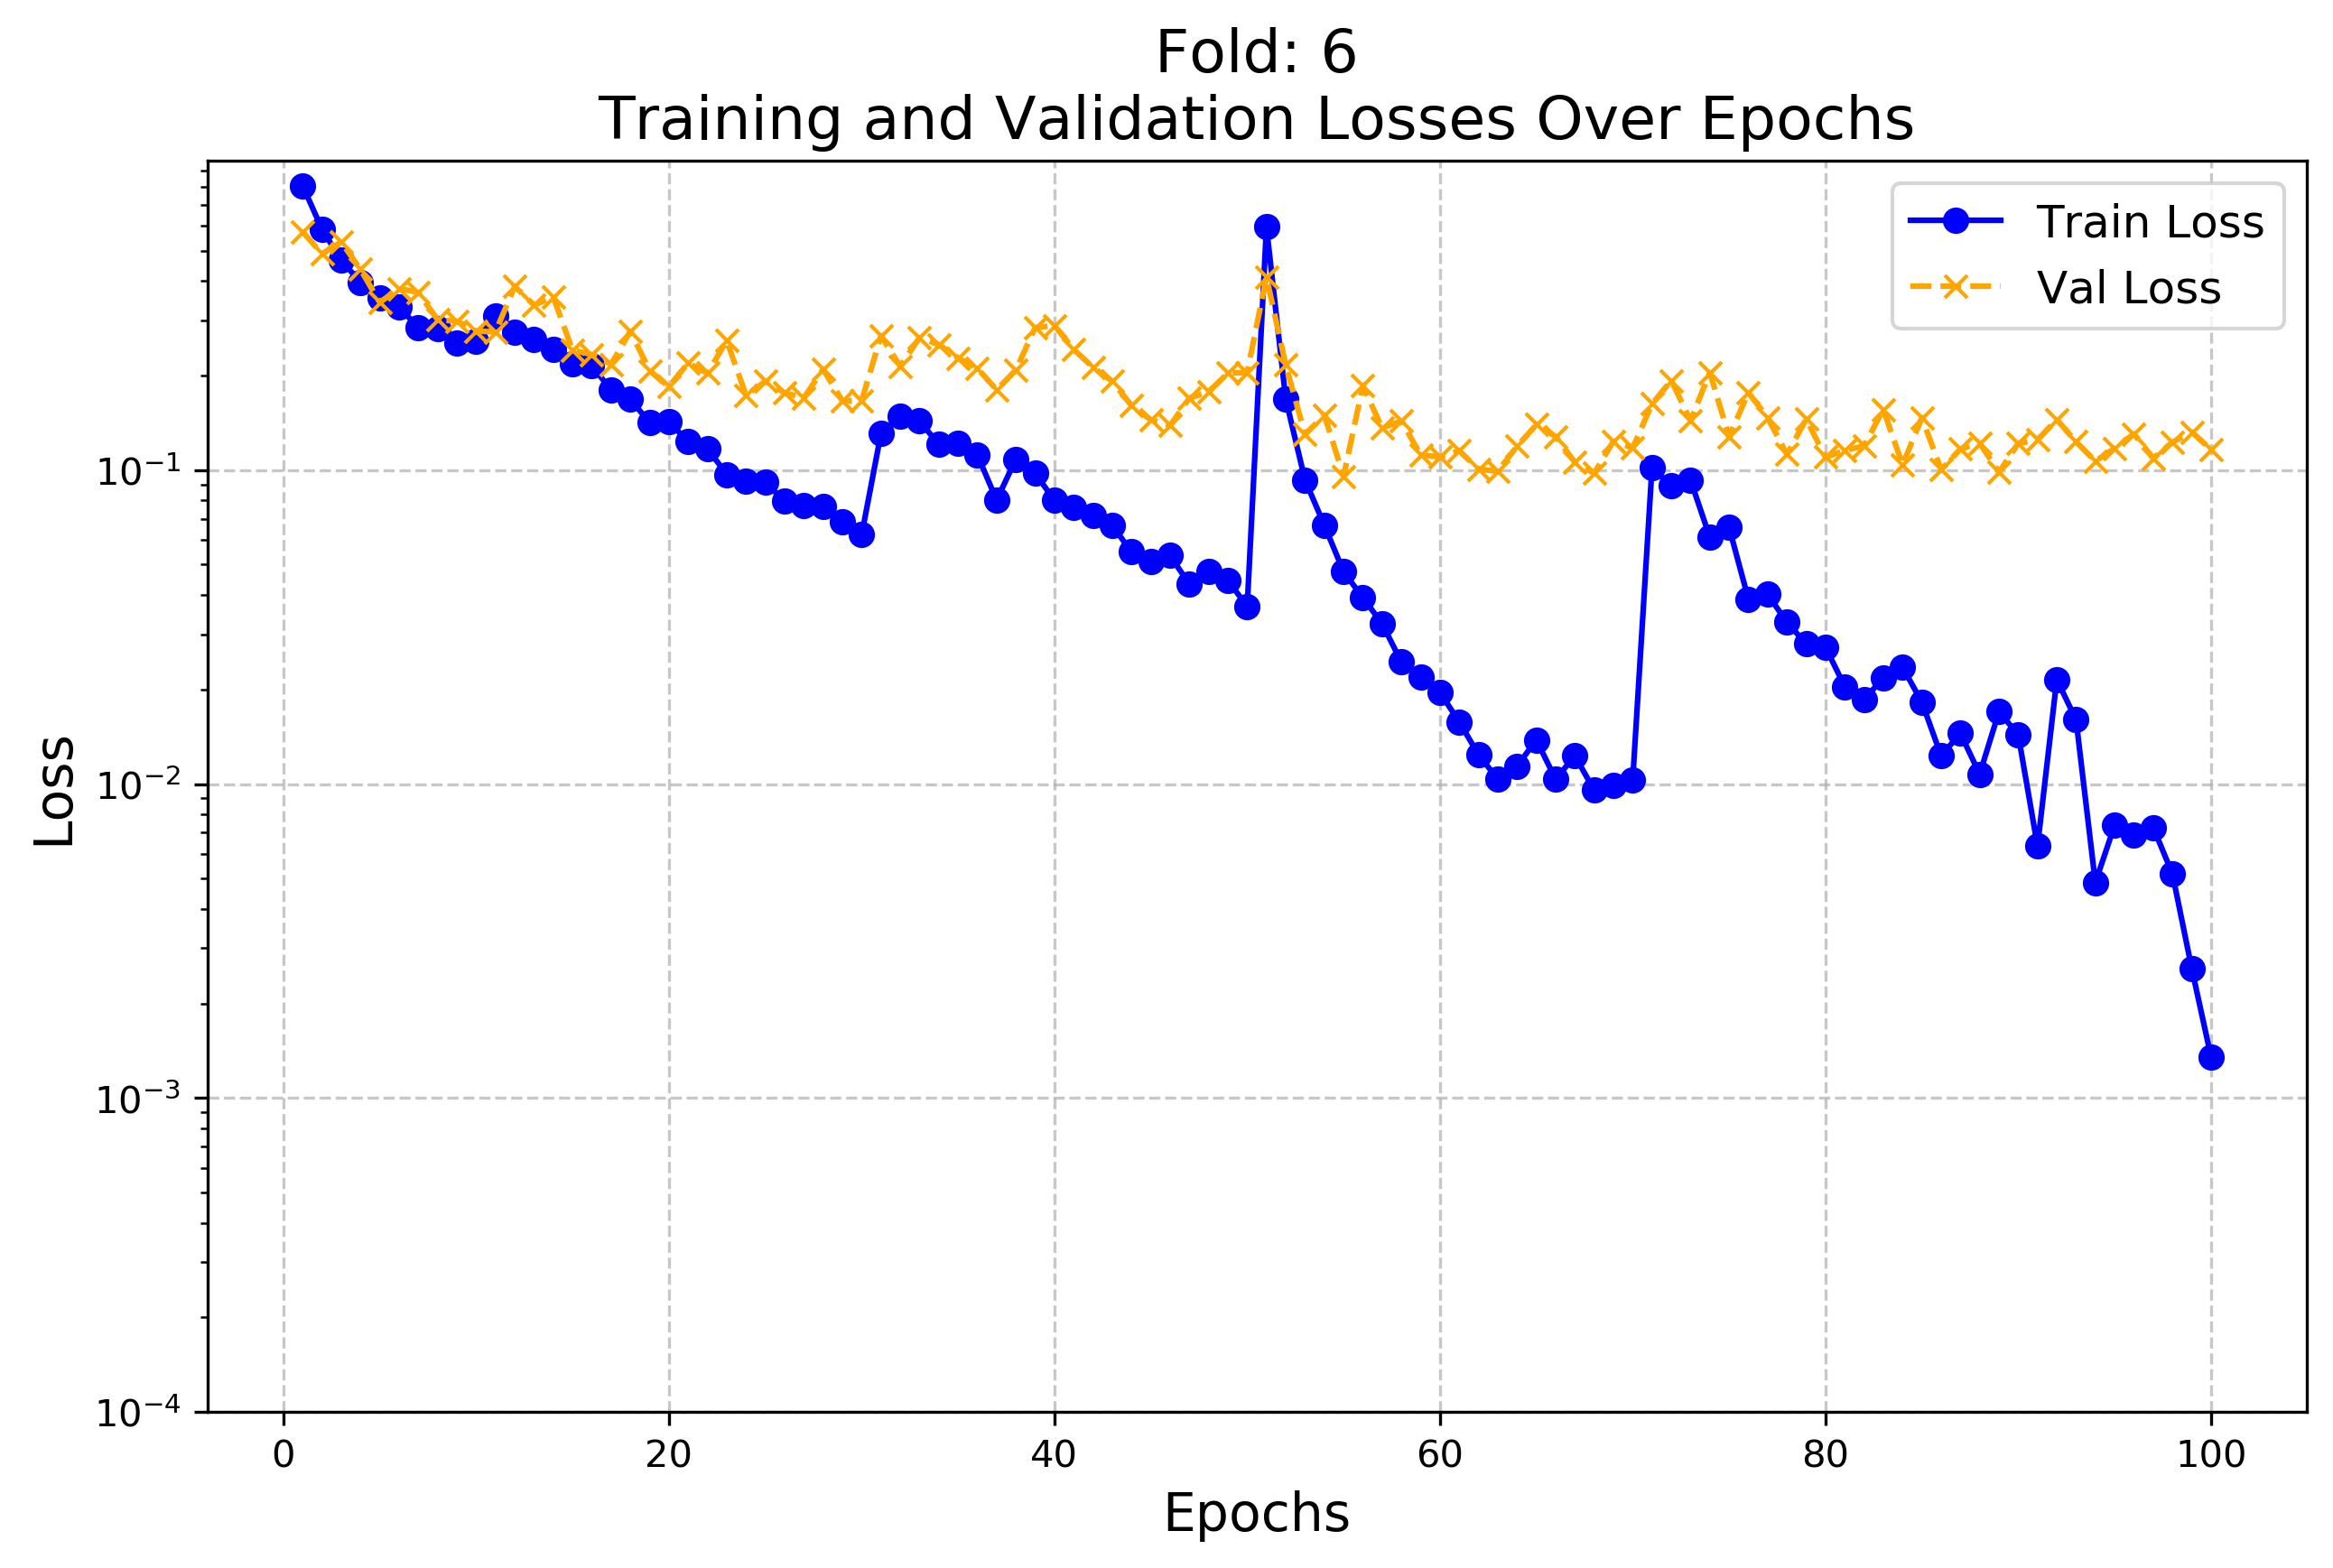 Fold: 6
Training and Validation Losses Over Epochs
Train Loss
Val Loss
Loss
10⁻¹
10⁻²
10⁻³
10⁻⁴
0 20 40 60 80 100
Epochs